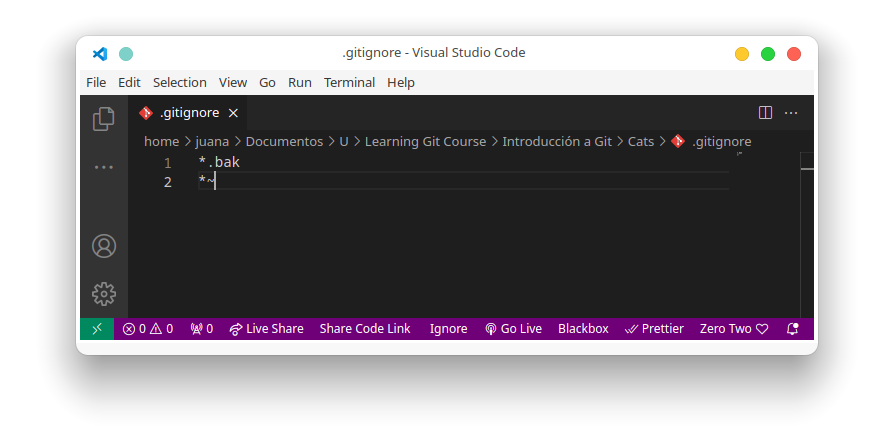 .gitignore - Visual Studio Code
File Edit Selection View Go Run Terminal Help
.gitignore
home > juana > Documentos > U > Learning Git Course > Introducción a Git > Cats > .gitignore
1 *.bak
2 *~
0 0 0 Live Share Share Code Link Ignore Go Live Blackbox Prettier Zero Two